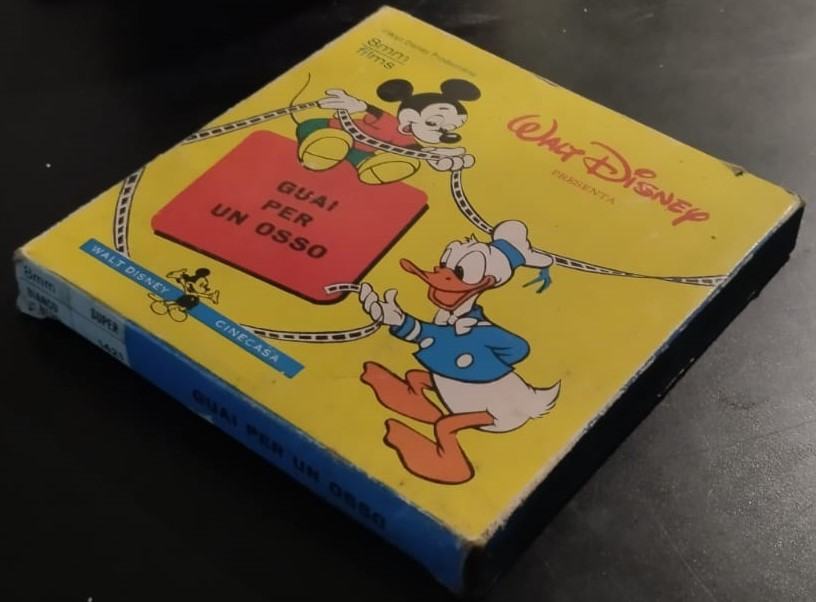 ©Walt Disney Productions
8mm
films
WALT DISNEY
PRESENTA
GUAI
PER
UN OSSO
WALT DISNEY
CINECASA
8mm
BIANCO
SUPER
GUAI PER UN OSSO